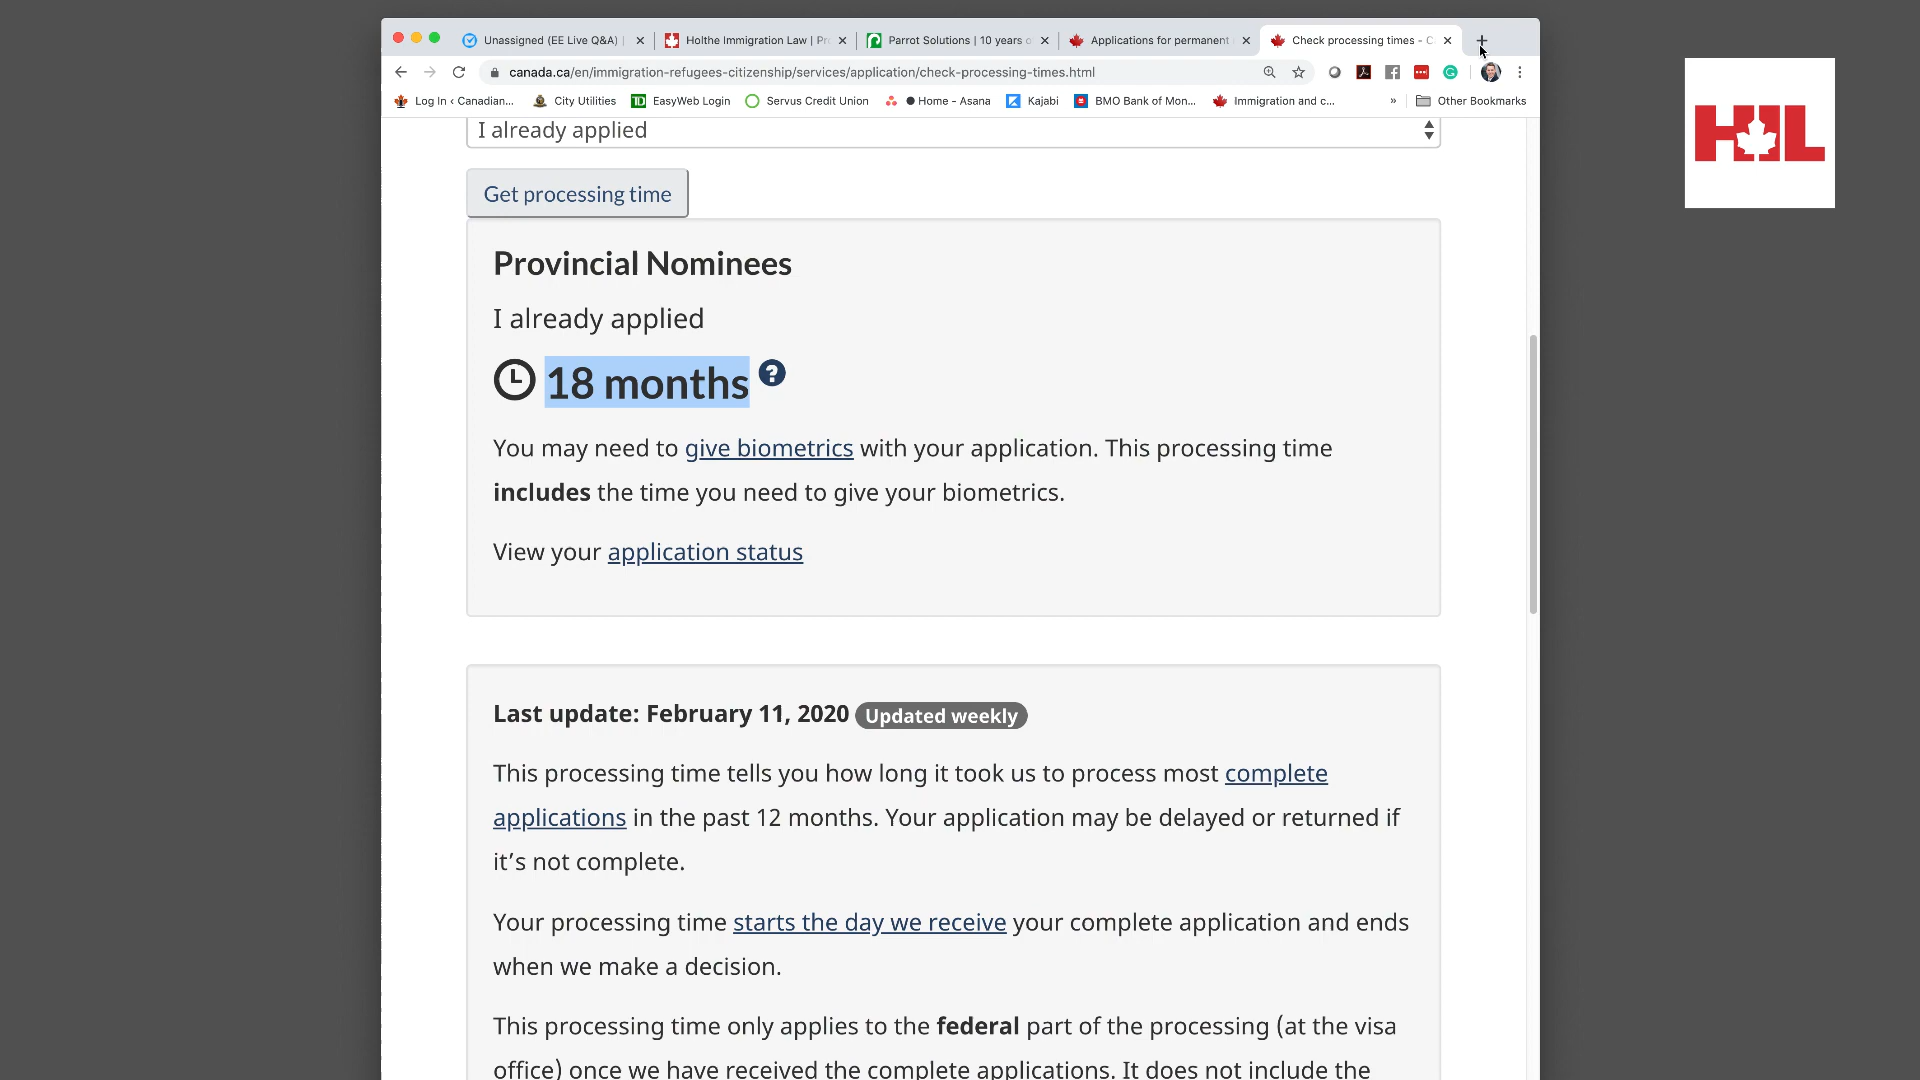 Unassigned (EE Live Q&A)
Holthe Immigration Law | Pr
Parrot Solutions | 10 years o
Applications for permanent
Check processing times - C
canada.ca/en/immigration-refugees-citizenship/services/application/check-processing-times.html
Log In ‹ Canadian...
City Utilities
EasyWeb Login
Servus Credit Union
Home – Asana
Kajabi
BMO Bank of Mon...
Immigration and c...
»
Other Bookmarks
HIL
I already applied
Get processing time
Provincial Nominees
I already applied
18 months ?
You may need to give biometrics with your application. This processing time
includes the time you need to give your biometrics.
View your application status
Last update: February 11, 2020 Updated weekly
This processing time tells you how long it took us to process most complete
applications in the past 12 months. Your application may be delayed or returned if
it’s not complete.
Your processing time starts the day we receive your complete application and ends
when we make a decision.
This processing time only applies to the federal part of the processing (at the visa
office) once we have received the complete applications. It does not include the